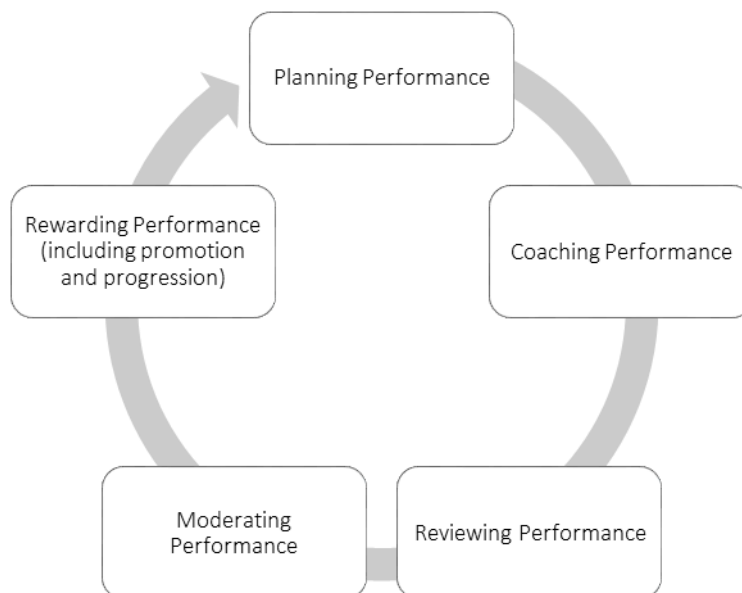 Planning Performance
Coaching Performance
Reviewing Performance
Moderating
Performance
Rewarding Performance
(including promotion
and progression)